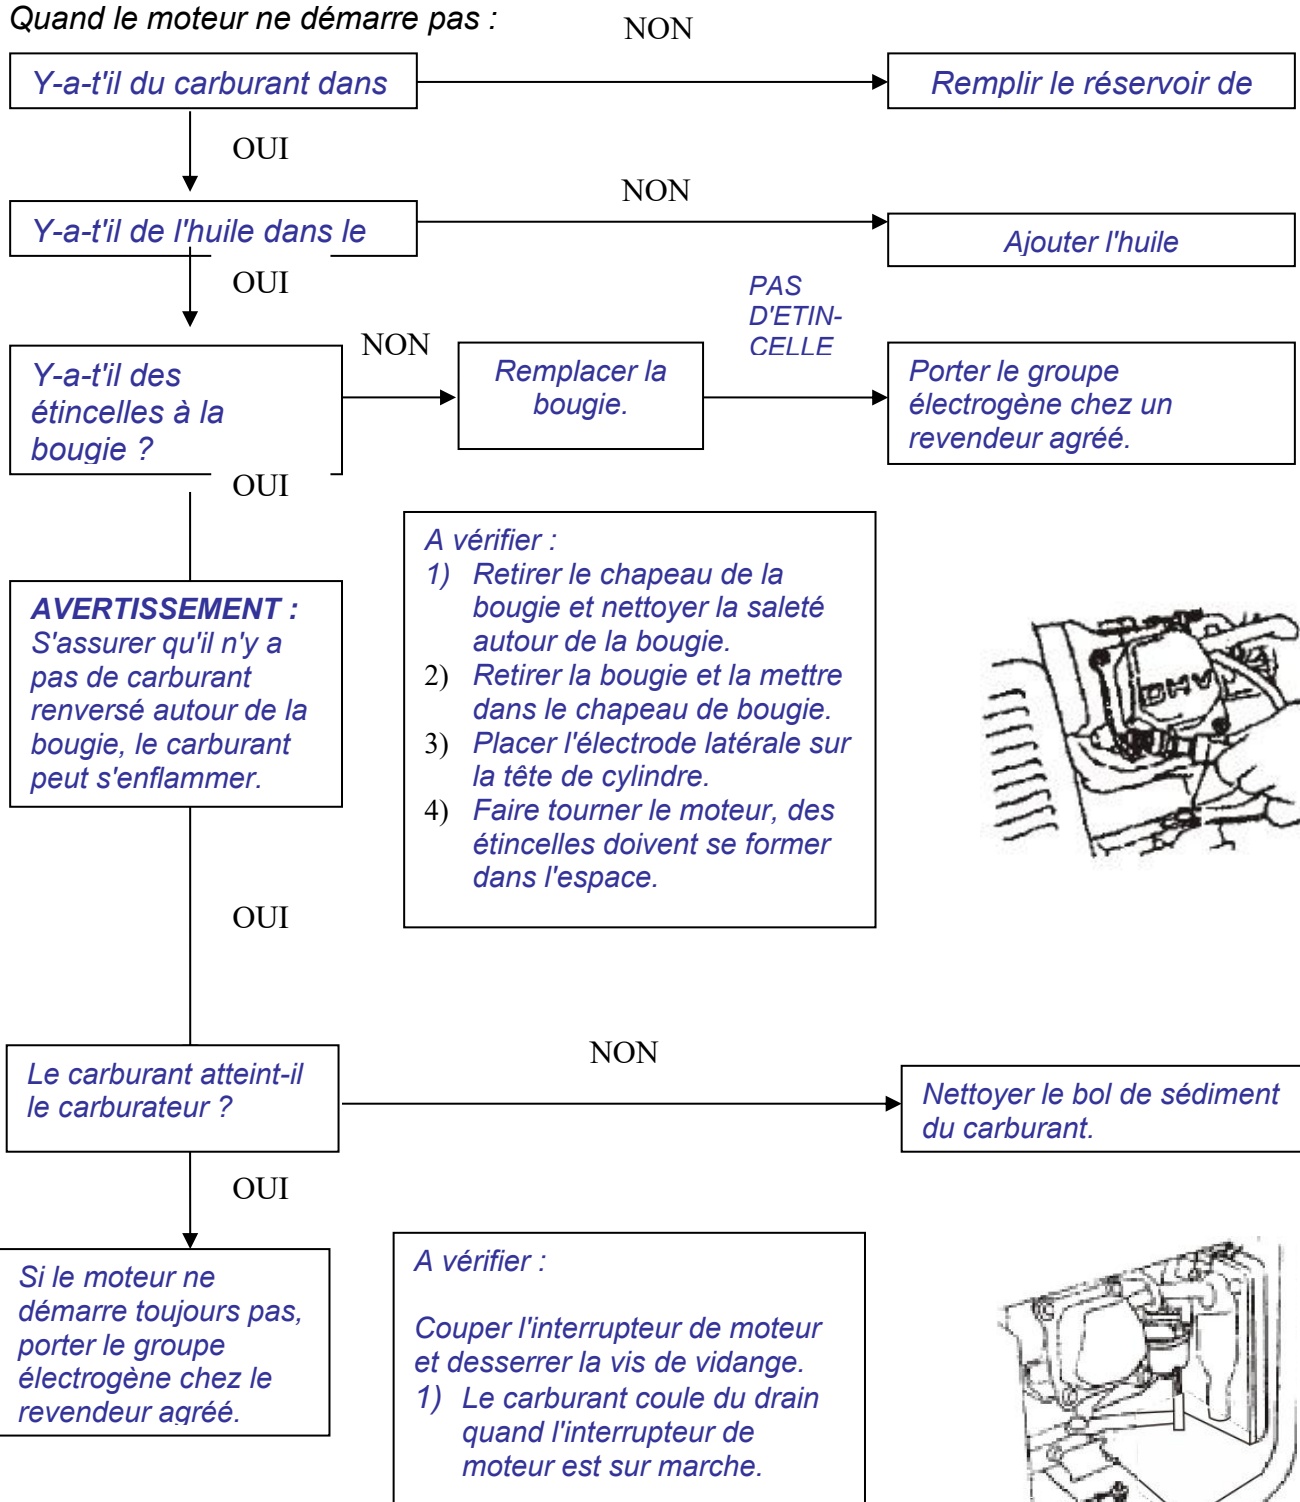 Quand le moteur ne démarre pas :
NON
Y-a-t'il du carburant dans
Remplir le réservoir de
OUI
NON
Y-a-t'il de l'huile dans le
Ajouter l'huile
OUI
PAS
D'ETIN-
CELLE
NON
Y-a-t'il des
étincelles à la
bougie ?
Remplacer la
bougie.
Porter le groupe
électrogène chez un
revendeur agréé.
OUI
AVERTISSEMENT :
S'assurer qu'il n'y a
pas de carburant
renversé autour de la
bougie, le carburant
peut s'enflammer.
A vérifier :
1) Retirer le chapeau de la
bougie et nettoyer la saleté
autour de la bougie.
2) Retirer la bougie et la mettre
dans le chapeau de bougie.
3) Placer l'électrode latérale sur
la tête de cylindre.
4) Faire tourner le moteur, des
étincelles doivent se former
dans l'espace.
OHV
OUI
NON
Le carburant atteint-il
le carburateur ?
Nettoyer le bol de sédiment
du carburant.
OUI
Si le moteur ne
démarre toujours pas,
porter le groupe
électrogène chez le
revendeur agréé.
A vérifier :
Couper l'interrupteur de moteur
et desserrer la vis de vidange.
1) Le carburant coule du drain
quand l'interrupteur de
moteur est sur marche.